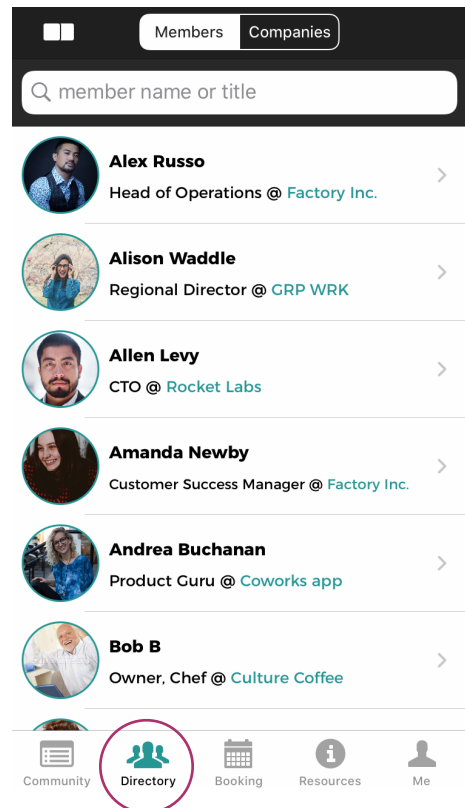 Members
Companies
member name or title
Alex Russo
Head of Operations @ Factory Inc.
Alison Waddle
Regional Director @ GRP WRK
Allen Levy
CTO @ Rocket Labs
Amanda Newby
Customer Success Manager @ Factory Inc.
Andrea Buchanan
Product Guru @ Coworks app
Bob B
Owner, Chef @ Culture Coffee
Community
Directory
Booking
Resources
Me